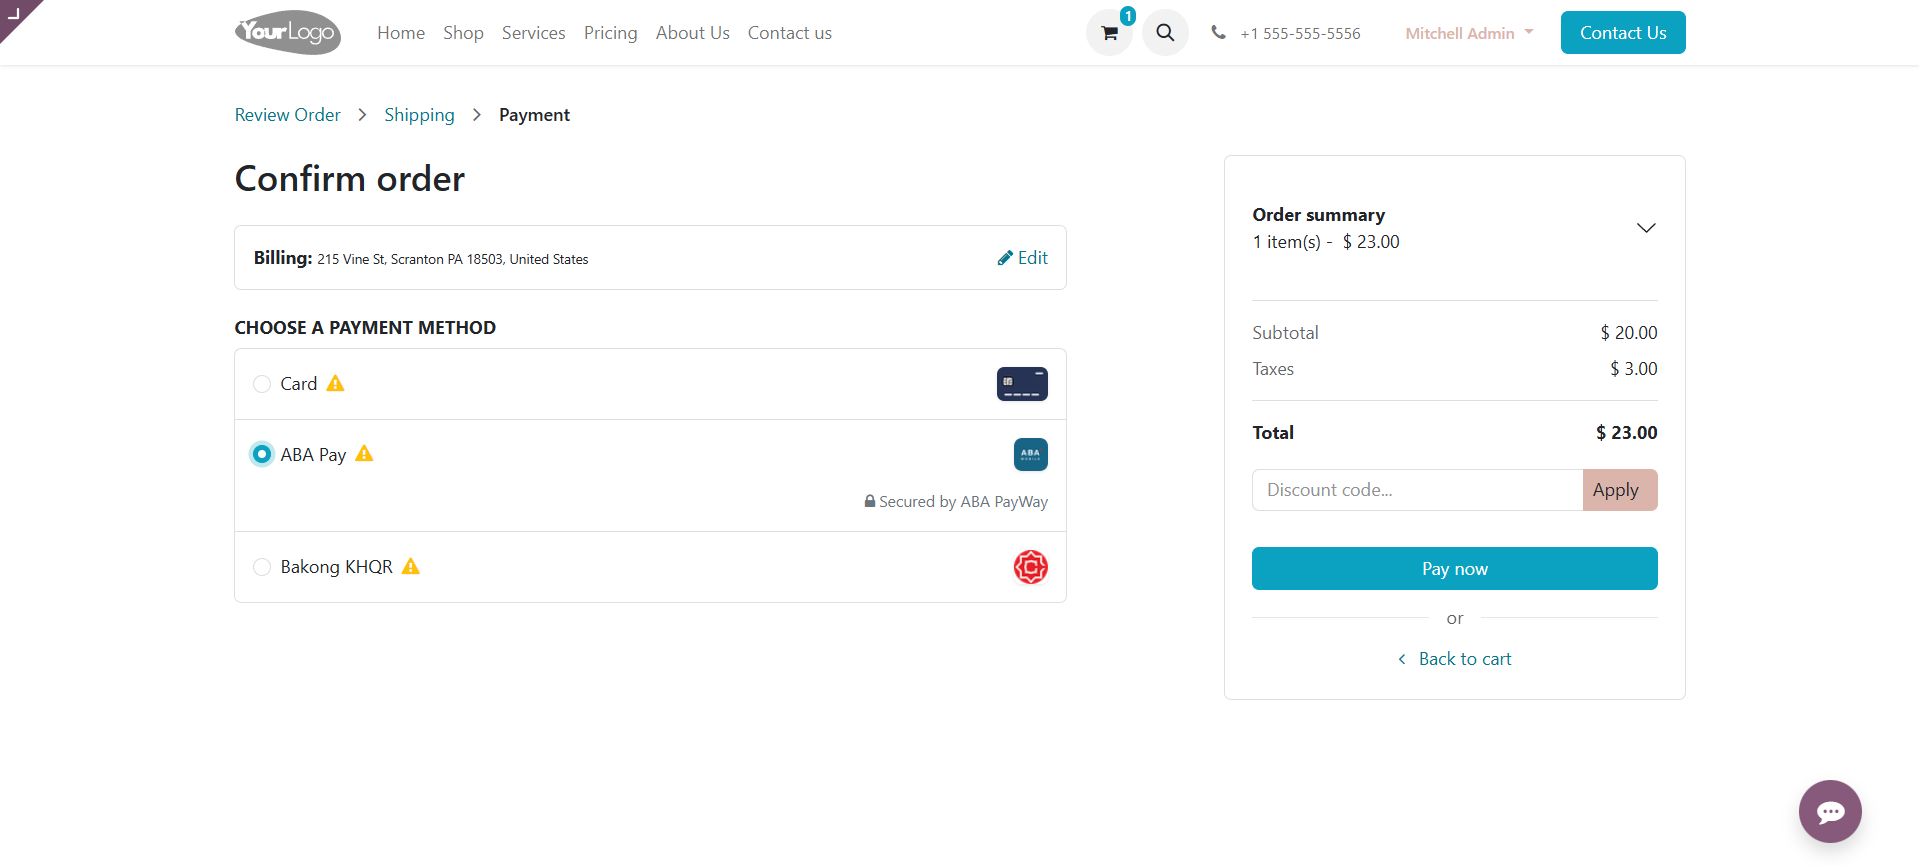 YourLogo
Home Shop Services Pricing About Us Contact us
1
+1 555-555-5556
Mitchell Admin
Contact Us
Review Order > Shipping > Payment
Confirm order
Billing: 215 Vine St, Scranton PA 18503, United States
Edit
CHOOSE A PAYMENT METHOD
Card
ABA Pay
ABA
MOBILE
Secured by ABA PayWay
Bakong KHQR
Order summary
1 item(s) - $ 23.00
Subtotal $ 20.00
Taxes $ 3.00
Total $ 23.00
Discount code...
Apply
Pay now
or
Back to cart